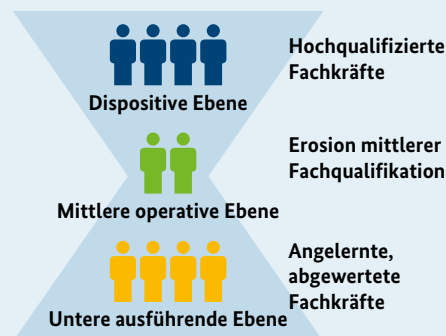 Hochqualifizierte
Fachkräfte
Dispositive Ebene
Erosion mittlerer
Fachqualifikation
Mittlere operative Ebene
Angelernte,
abgewertete
Fachkräfte
Untere ausführende Ebene